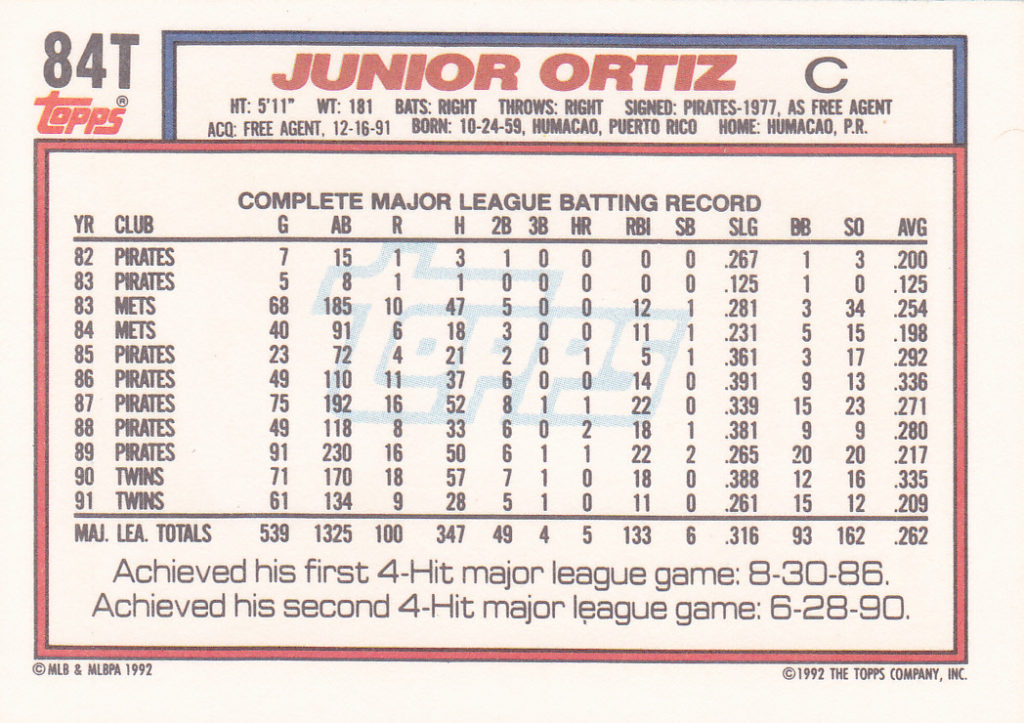 84T
Topps®
JUNIOR ORTIZ C
HT: 5'11" WT: 181 BATS: RIGHT THROWS: RIGHT SIGNED: PIRATES-1977, AS FREE AGENT
ACQ: FREE AGENT, 12-16-91 BORN: 10-24-59, HUMACAO, PUERTO RICO HOME: HUMACAO, P.R.
COMPLETE MAJOR LEAGUE BATTING RECORD
YR CLUB G AB R H 2B 3B HR RBI SB SLG BB SO AVG
82 PIRATES 7 15 1 3 1 0 0 0 0 .267 1 3 .200
83 PIRATES 5 8 1 1 0 0 0 0 0 .125 1 0 .125
83 METS 68 185 10 47 5 0 0 12 1 .281 3 34 .254
84 METS 40 91 6 18 3 0 0 11 1 .231 5 15 .198
85 PIRATES 23 72 4 21 2 0 1 5 1 .361 3 17 .292
86 PIRATES 49 110 11 37 6 0 0 14 0 .391 9 13 .336
87 PIRATES 75 192 16 52 8 1 1 22 0 .339 15 23 .271
88 PIRATES 49 118 8 33 6 0 2 18 1 .381 9 9 .280
89 PIRATES 91 230 16 50 6 1 1 22 2 .265 20 20 .217
90 TWINS 71 170 18 57 7 1 0 18 0 .388 12 16 .335
91 TWINS 61 134 9 28 5 1 0 11 0 .261 15 12 .209
MAJ. LEA. TOTALS 539 1325 100 347 49 4 5 133 6 .316 93 162 .262
Topps
Achieved his first 4-Hit major league game: 8-30-86.
Achieved his second 4-Hit major league game: 6-28-90.
©MLB & MLBPA 1992
©1992 THE TOPPS COMPANY, INC.